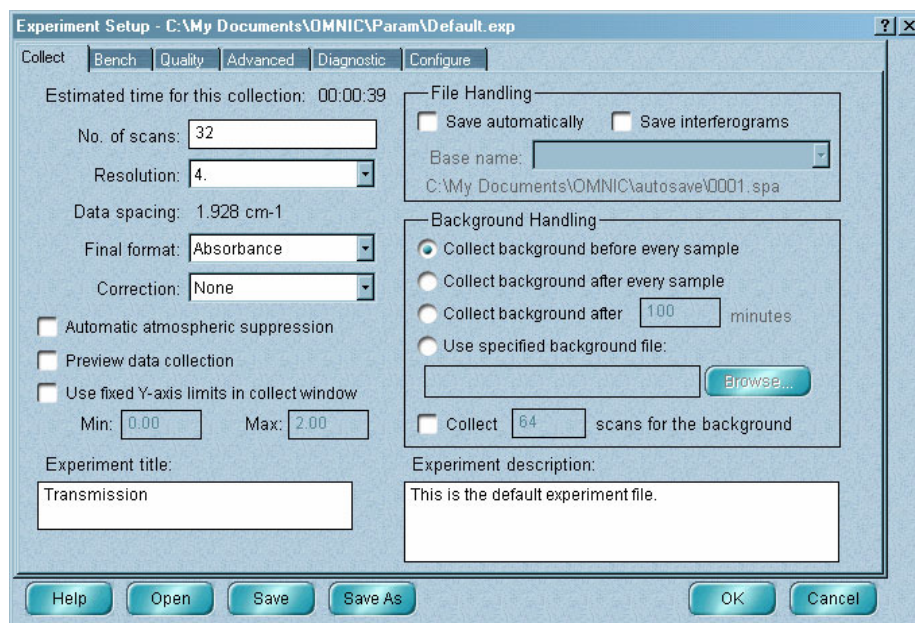 Experiment Setup - C:\My Documents\OMNIC\Param\Default.exp
Collect Bench Quality Advanced Diagnostic Configure
Estimated time for this collection: 00:00:39
No. of scans: 32
Resolution: 4.
Data spacing: 1.928 cm-1
Final format: Absorbance
Correction: None
Automatic atmospheric suppression
Preview data collection
Use fixed Y-axis limits in collect window
Min: 0.00 Max: 2.00
Experiment title:
Transmission
File Handling
Save automatically Save interferograms
Base name:
C:\My Documents\OMNIC\autosave\0001.spa
Background Handling
Collect background before every sample
Collect background after every sample
Collect background after 100 minutes
Use specified background file:
Browse...
Collect 64 scans for the background
Experiment description:
This is the default experiment file.
Help Open Save Save As OK Cancel